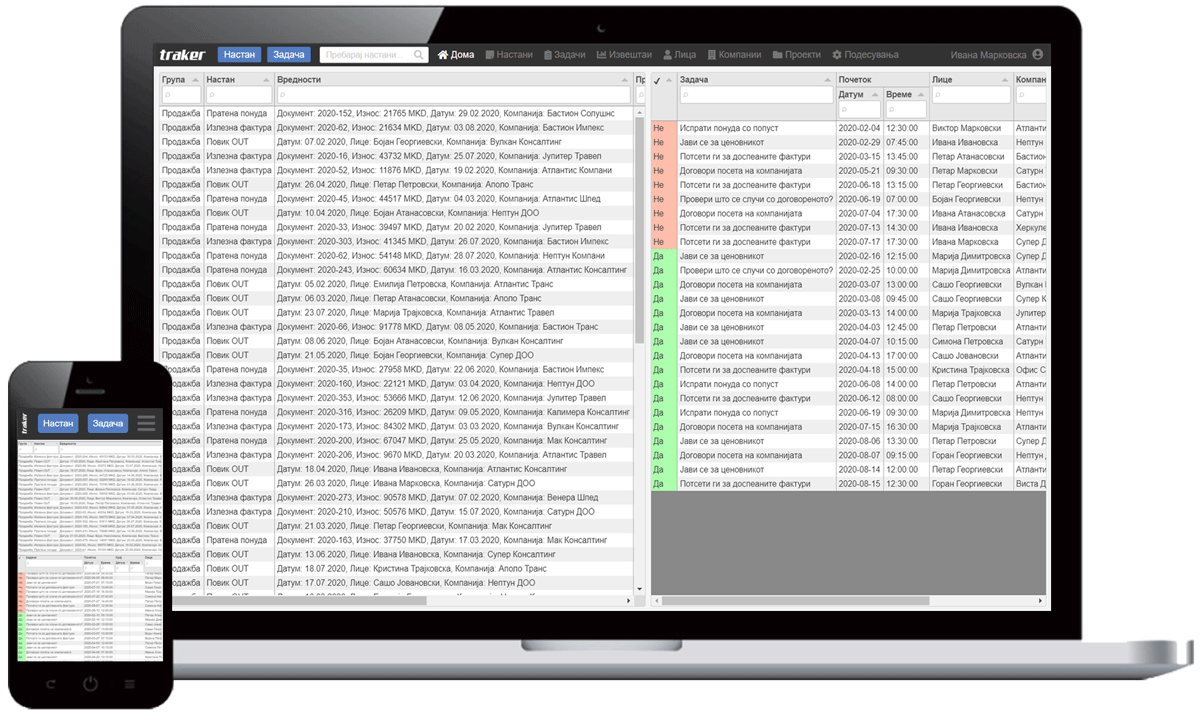 traker Настан Задача Пребарај настани Дома Настани Задачи Извештаи Лица Компании Проекти Подесувања Ивана Марковска
Група Настан Вредности Пр
Продажба Пратена понуда Документ: 2020-152, Износ: 21765 MKD, Датум: 29.02.2020, Компанија: Бастион Солушнс
Продажба Излезна фактура Документ: 2020-62, Износ: 21634 MKD, Датум: 03.08.2020, Компанија: Бастион Импекс
Продажба Повик OUT Датум: 07.02.2020, Лице: Бојан Георгиевски, Компанија: Вулкан Консалтинг
Продажба Излезна фактура Документ: 2020-16, Износ: 43732 MKD, Датум: 25.07.2020, Компанија: Јупитер Травел
Продажба Излезна фактура Документ: 2020-52, Износ: 11876 MKD, Датум: 19.02.2020, Компанија: Атлантис Компани
Продажба Повик OUT Датум: 26.04.2020, Лице: Петар Петровски, Компанија: Аполо Транс
Продажба Излезна фактура Документ: 2020-45, Износ: 44517 MKD, Датум: 04.03.2020, Компанија: Атлантис Шпед
Продажба Повик OUT Датум: 10.04.2020, Лице: Бојан Атанасовски, Компанија: Нептун ДОО
Продажба Излезна фактура Документ: 2020-33, Износ: 39497 MKD, Датум: 20.02.2020, Компанија: Јупитер Травел
Продажба Излезна фактура Документ: 2020-303, Износ: 41345 MKD, Датум: 26.07.2020, Компанија: Бастион Импекс
Продажба Излезна фактура Документ: 2020-62, Износ: 54148 MKD, Датум: 28.07.2020, Компанија: Нептун Компани
Продажба Пратена понуда Документ: 2020-243, Износ: 60634 MKD, Датум: 16.03.2020, Компанија: Атлантис Консалтинг
Продажба Повик OUT Датум: 05.02.2020, Лице: Емилија Петровска, Компанија: Атлантис Транс
Продажба Повик OUT Датум: 06.03.2020, Лице: Петар Атанасовски, Компанија: Аполо Транс
Продажба Повик OUT Датум: 23.07.2020, Лице: Марија Трајковска, Компанија: Атлантис Травел
Продажба Пратена понуда Документ: 2020-66, Износ: 91778 MKD, Датум: 08.05.2020, Компанија: Бастион Транс
Продажба Повик OUT Датум: 08.06.2020, Лице: Бојан Атанасовски, Компанија: Вулкан Консалтинг
Продажба Повик OUT Датум: 21.05.2020, Лице: Бојан Георгиевски, Компанија: Супер ДОО
Продажба Пратена понуда Документ: 2020-35, Износ: 27958 MKD, Датум: 22.06.2020, Компанија: Бастион Импекс
Продажба Излезна фактура Документ: 2020-160, Износ: 22121 MKD, Датум: 03.04.2020, Компанија: Нептун ДОО
Продажба Излезна фактура Документ: 2020-353, Износ: 53666 MKD, Датум: 12.06.2020, Компанија: Јупитер Травел
Продажба Пратена понуда Документ: 2020-316, Износ: 26209 MKD, Датум: 09.05.2020, Компанија: Калимера Консалтинг
Продажба Излезна фактура Документ: 2020-173, Износ: 84302 MKD, Датум: 03.03.2020, Компанија: Вулкан Консалтинг
родажба Пратена понуда Документ: 2020-200, Износ: 67047 MKD, Датум: 25.05.2020, Компанија: Мак Консалтинг
родажба Излезна фактура Документ: 2020-206, Износ: 9670 MKD, Датум: 20.05.2020, Компанија: Атлантис Травел
родажба Повик OUT Датум: 18.04.2020, Лице: Ивана Ивановска, Компанија: Атлантис Консалтинг
родажба Повик OUT Датум: 26.03.2020, Лице: Ивана Марковска, Компанија: Сатурн ДОО
родажба Излезна фактура Документ: 2020-273, Износ: 90578 MKD, Датум: 07.02.2020, Компанија: Венера Шпед
родажба Излезна фактура Документ: 2020-210, Износ: 50576 MKD, Датум: 15.07.2020, Компанија: Сатурн ДОО
родажба Повик OUT Датум: 21.03.2020, Лице: Петар Георгиевски, Компанија: Нептун Консалтинг
родажба Пратена понуда Документ: 2020-163, Износ: 37750 MKD, Датум: 17.03.2020, Компанија: Мак Консалтинг
родажба Повик OUT Датум: 13.06.2020, Лице: Ивана Ивановска, Компанија: Супер Консалтинг
родажба Повик OUT Датум: 18.07.2020, Лице: Кристина Трајковска, Компанија: Аполо Транс
родажба Повик OUT Датум: 17.07.2020, Лице: Сашо Јовановски, Компанија: Нептун ДОО
Задача Почеток Лице Компан
Датум Време
Не Испрати понуда со попуст 2020-02-04 12:30:00 Виктор Марковски Атланти
Не Јави се за ценовникот 2020-02-29 07:45:00 Ивана Ивановска Нептун
Не Потсети ги за доспеаните фактури 2020-03-15 13:45:00 Петар Атанасовски Бастион
Не Договори посета на компанијата 2020-05-21 09:30:00 Петар Марковски Сатурн
Не Потсети ги за доспеаните фактури 2020-06-18 13:15:00 Петар Георгиевски Бастион
Не Провери што се случи со договореното? 2020-06-19 07:00:00 Бојан Георгиевски Нептун
Не Договори посета на компанијата 2020-07-04 17:30:00 Ивана Атанасовска Сатурн
Не Потсети ги за доспеаните фактури 2020-07-13 14:30:00 Ивана Ивановска Херкуле
Не Потсети ги за доспеаните фактури 2020-07-17 17:30:00 Ивана Марковска Супер Д
Да Јави се за ценовникот 2020-02-16 12:15:00 Марија Димитровска Супер Д
Да Провери што се случи со договореното? 2020-02-25 10:00:00 Марија Димитровска Атланти
Да Договори посета на компанијата 2020-03-07 13:00:00 Сашо Георгиевски Вулкан
Да Јави се за ценовникот 2020-03-08 09:45:00 Сашо Георгиевски Супер К
Да Договори посета на компанијата 2020-03-13 14:00:00 Марија Трајковска Јупитер
Да Јави се за ценовникот 2020-04-03 12:45:00 Петар Петровски Атланти
Да Јави се за ценовникот 2020-04-07 10:15:00 Симона Петровска Сатурн
Да Договори посета на компанијата 2020-04-13 17:00:00 Сашо Јовановски Атланти
Да Потсети ги за доспеаните фактури 2020-04-18 15:00:00 Кристина Трајковска Офис С
Да Испрати понуда со попуст 2020-06-08 14:00:00 Петар Петровски Атланти
Да Потсети ги за доспеаните фактури 2020-06-12 08:00:00 Сашо Георгиевски Атланти
Да Испрати понуда со попуст 2020-06-19 09:30:00 Марија Димитровска Нептун
Да Договори посета на компанијата 2020-07-15 16:30:00 Марија Трајковска Атланти
Да Јави се за ценовникот 2020-08-06 13:30:00 Петар Петровски Супер Д
Да Договори посета на компанијата 2020-08-07 09:15:00 Горан Георгиевски Нептун
Да Јави се за ценовникот 2020-08-14 12:00:00 Петар Георгиевски Атланти
Да Потсети ги за доспеаните фактури 2020-08-15 12:30:00 Јован Георгиевски Виста Д
traker Настан Задача